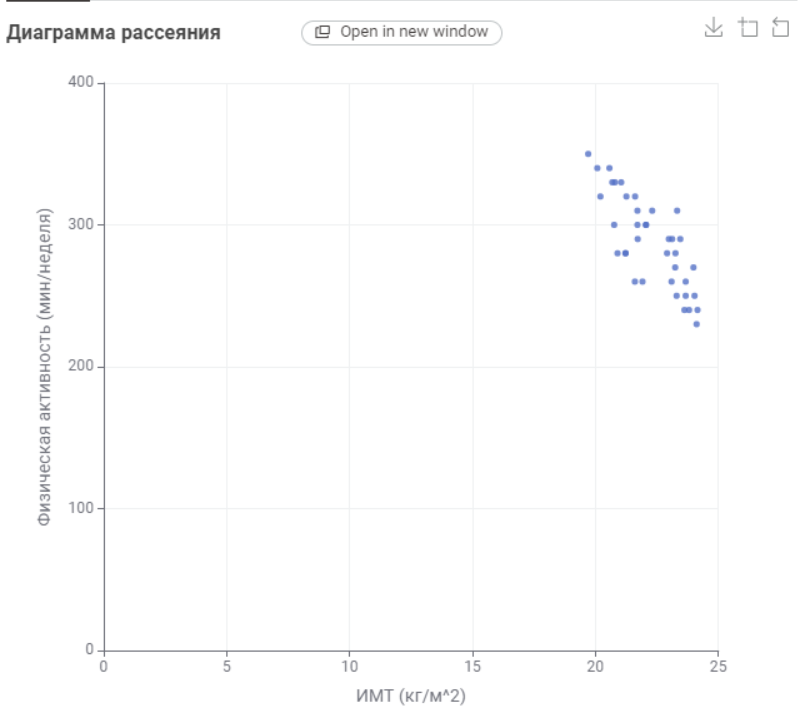 Диаграмма рассеяния
Open in new window
400
300
200
100
0
Физическая активность (мин/неделя)
0 5 10 15 20 25
ИМТ (кг/м^2)